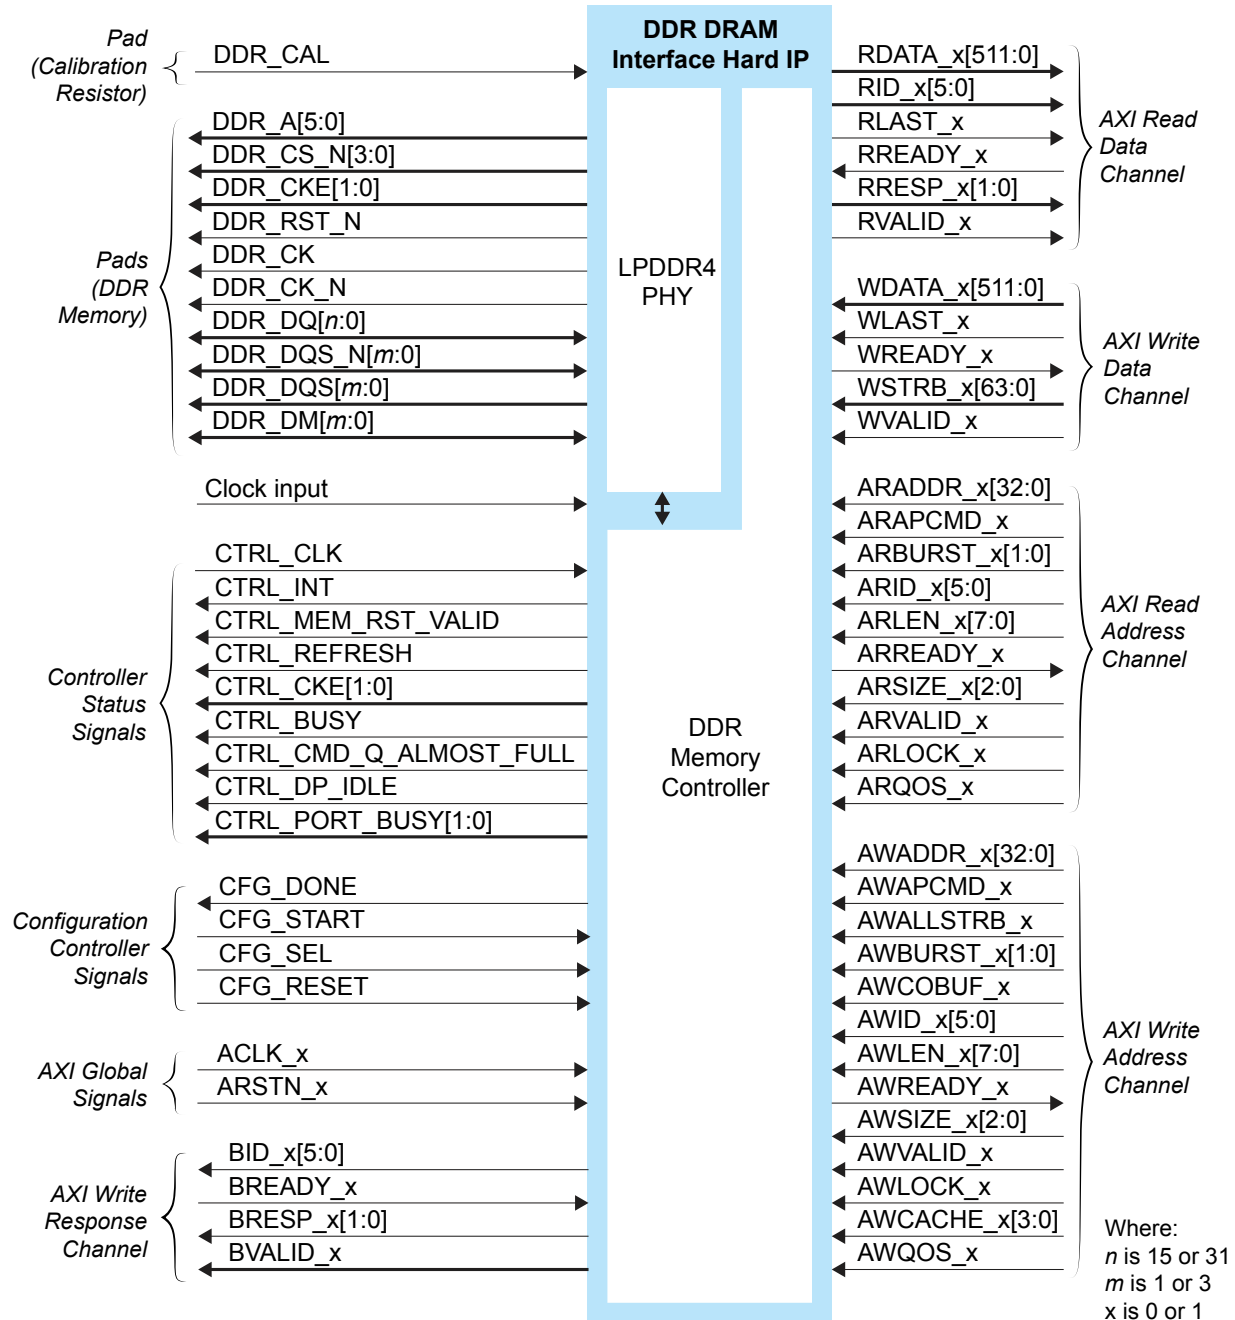 DDR DRAM
Interface Hard IP
Pad
(Calibration
Resistor)
DDR_CAL
Pads
(DDR
Memory)
DDR_A[5:0]
DDR_CS_N[3:0]
DDR_CKE[1:0]
DDR_RST_N
DDR_CK
DDR_CK_N
DDR_DQ[n:0]
DDR_DQS_N[m:0]
DDR_DQS[m:0]
DDR_DM[m:0]
Clock input
Controller
Status
Signals
CTRL_CLK
CTRL_INT
CTRL_MEM_RST_VALID
CTRL_REFRESH
CTRL_CKE[1:0]
CTRL_BUSY
CTRL_CMD_Q_ALMOST_FULL
CTRL_DP_IDLE
CTRL_PORT_BUSY[1:0]
Configuration
Controller
Signals
CFG_DONE
CFG_START
CFG_SEL
CFG_RESET
AXI Global
Signals
ACLK_x
ARSTN_x
AXI Write
Response
Channel
BID_x[5:0]
BREADY_x
BRESP_x[1:0]
BVALID_x
LPDDR4
PHY
DDR
Memory
Controller
RDATA_x[511:0]
RID_x[5:0]
RLAST_x
RREADY_x
RRESP_x[1:0]
RVALID_x
AXI Read
Data
Channel
WDATA_x[511:0]
WLAST_x
WREADY_x
WSTRB_x[63:0]
WVALID_x
AXI Write
Data
Channel
ARADDR_x[32:0]
ARAPCMD_x
ARBURST_x[1:0]
ARID_x[5:0]
ARLEN_x[7:0]
ARREADY_x
ARSIZE_x[2:0]
ARVALID_x
ARLOCK_x
ARQOS_x
AXI Read
Address
Channel
AWADDR_x[32:0]
AWAPCMD_x
AWALLSTRB_x
AWBURST_x[1:0]
AWCOBUF_x
AWID_x[5:0]
AWLEN_x[7:0]
AWREADY_x
AWSIZE_x[2:0]
AWVALID_x
AWLOCK_x
AWCACHE_x[3:0]
AWQOS_x
AXI Write
Address
Channel
Where:
n is 15 or 31
m is 1 or 3
x is 0 or 1